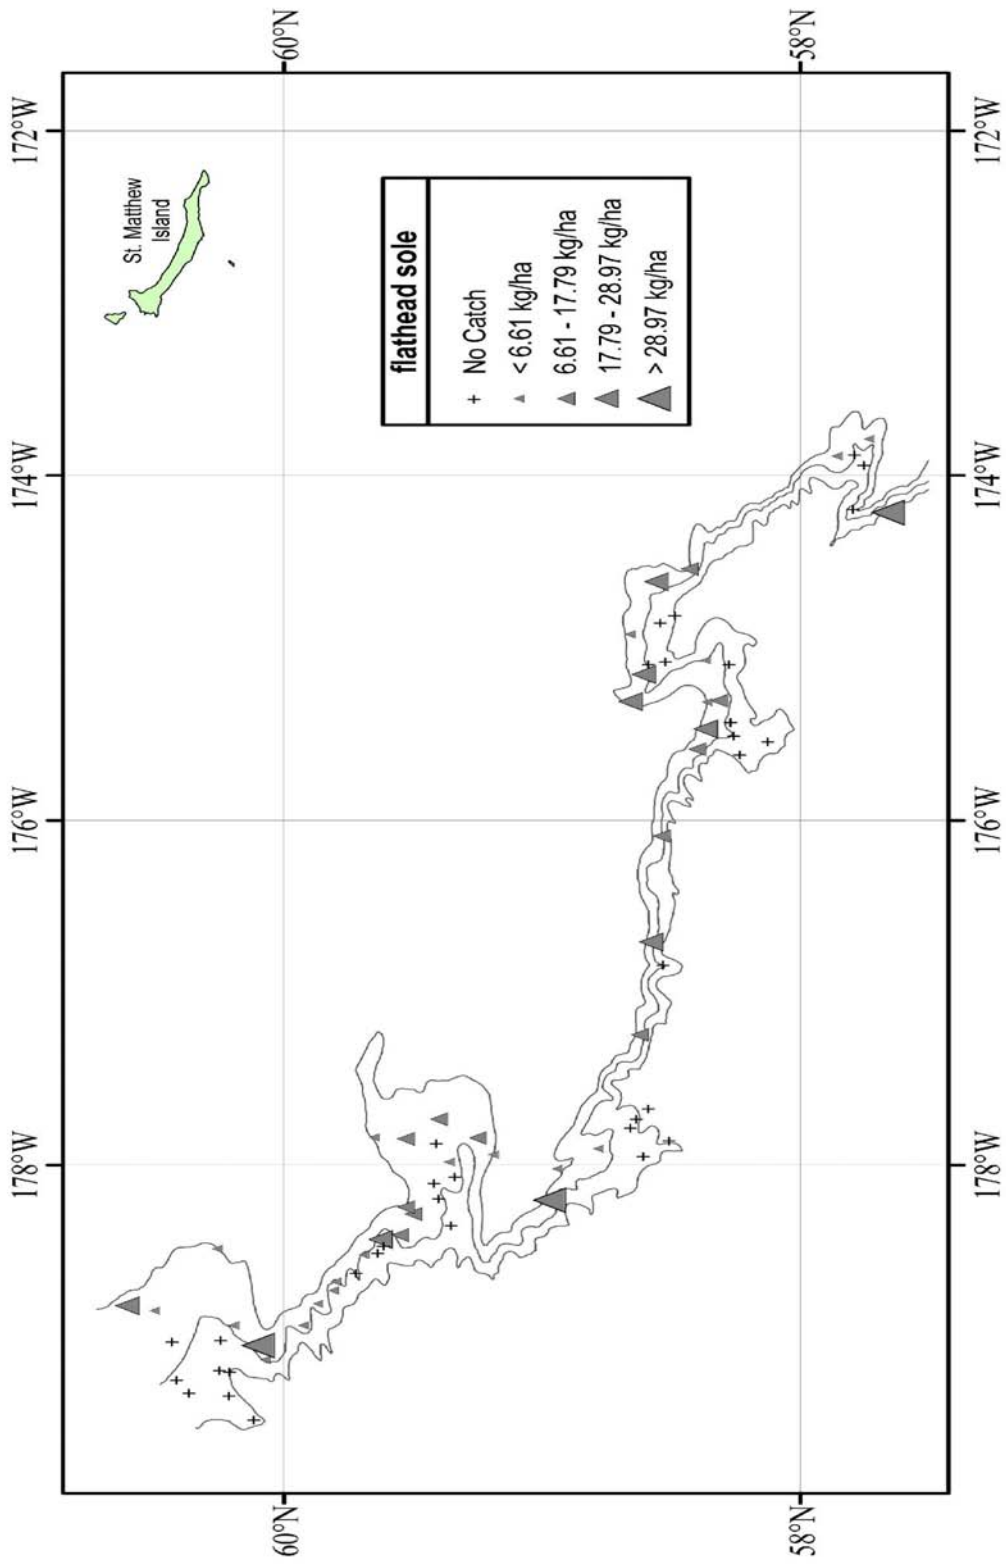 172°W
174°W
176°W
178°W
60°N
58°N
St. Matthew
Island
flathead sole
No Catch
< 6.61 kg/ha
6.61 - 17.79 kg/ha
17.79 - 28.97 kg/ha
> 28.97 kg/ha
60°N
58°N
172°W
174°W
176°W
178°W